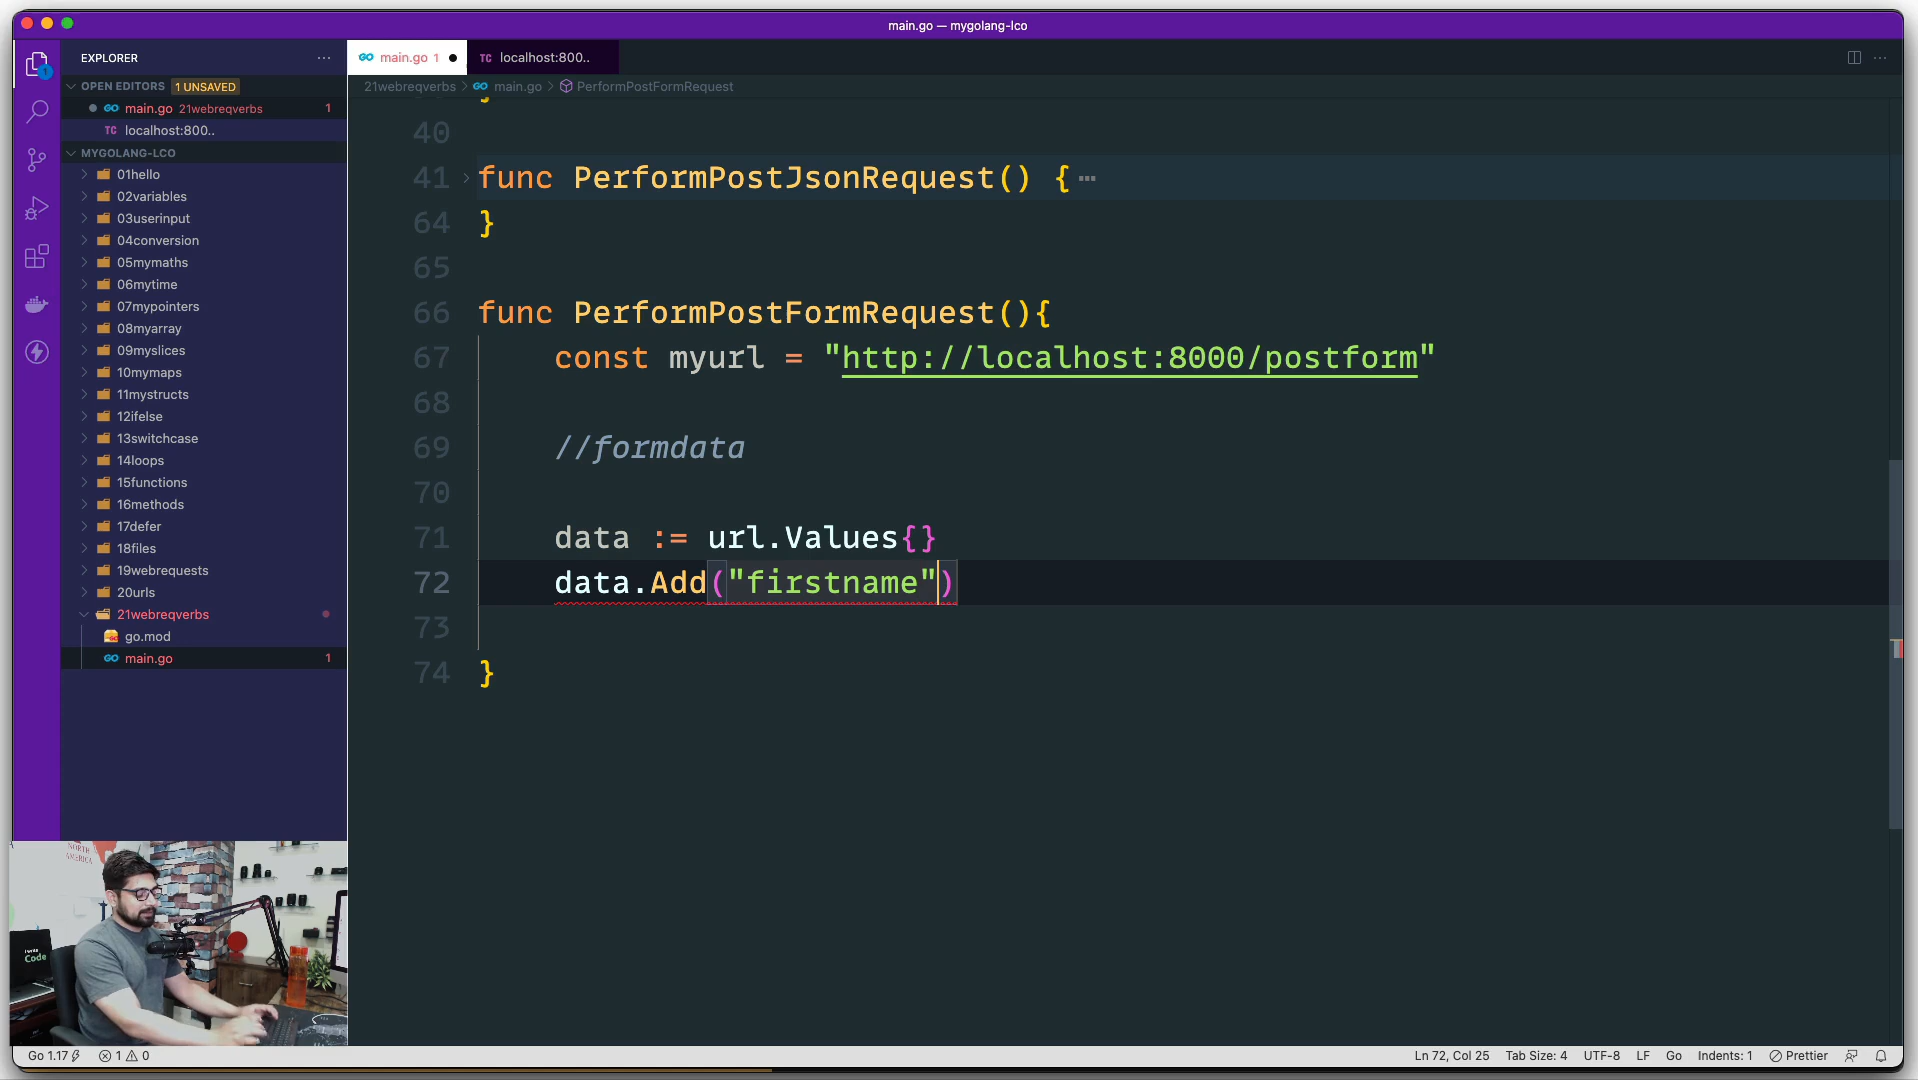 main.go — mygolang-lco
EXPLORER
main.go 1
localhost:800..
OPEN EDITORS 1 UNSAVED
21webreqverbs > main.go > PerformPostFormRequest
main.go 21webreqverbs 1
localhost:800..
MYGOLANG-LCO
01hello
02variables
03userinput
04conversion
05mymaths
06mytime
07mypointers
08myarray
09myslices
10mymaps
11mystructs
12ifelse
13switchcase
14loops
15functions
16methods
17defer
18files
19webrequests
20urls
21webreqverbs
go.mod
main.go 1
40
41 func PerformPostJsonRequest() { ⋯
64 }
65
66 func PerformPostFormRequest(){
67 const myurl = "http://localhost:8000/postform"
68
69 //formdata
70
71 data := url.Values{}
72 data.Add("firstname")
73
74 }
NORTH
AMERICA
I write
Code
Go 1.17 1 0
Ln 72, Col 25 Tab Size: 4 UTF-8 LF Go Indents: 1 Prettier